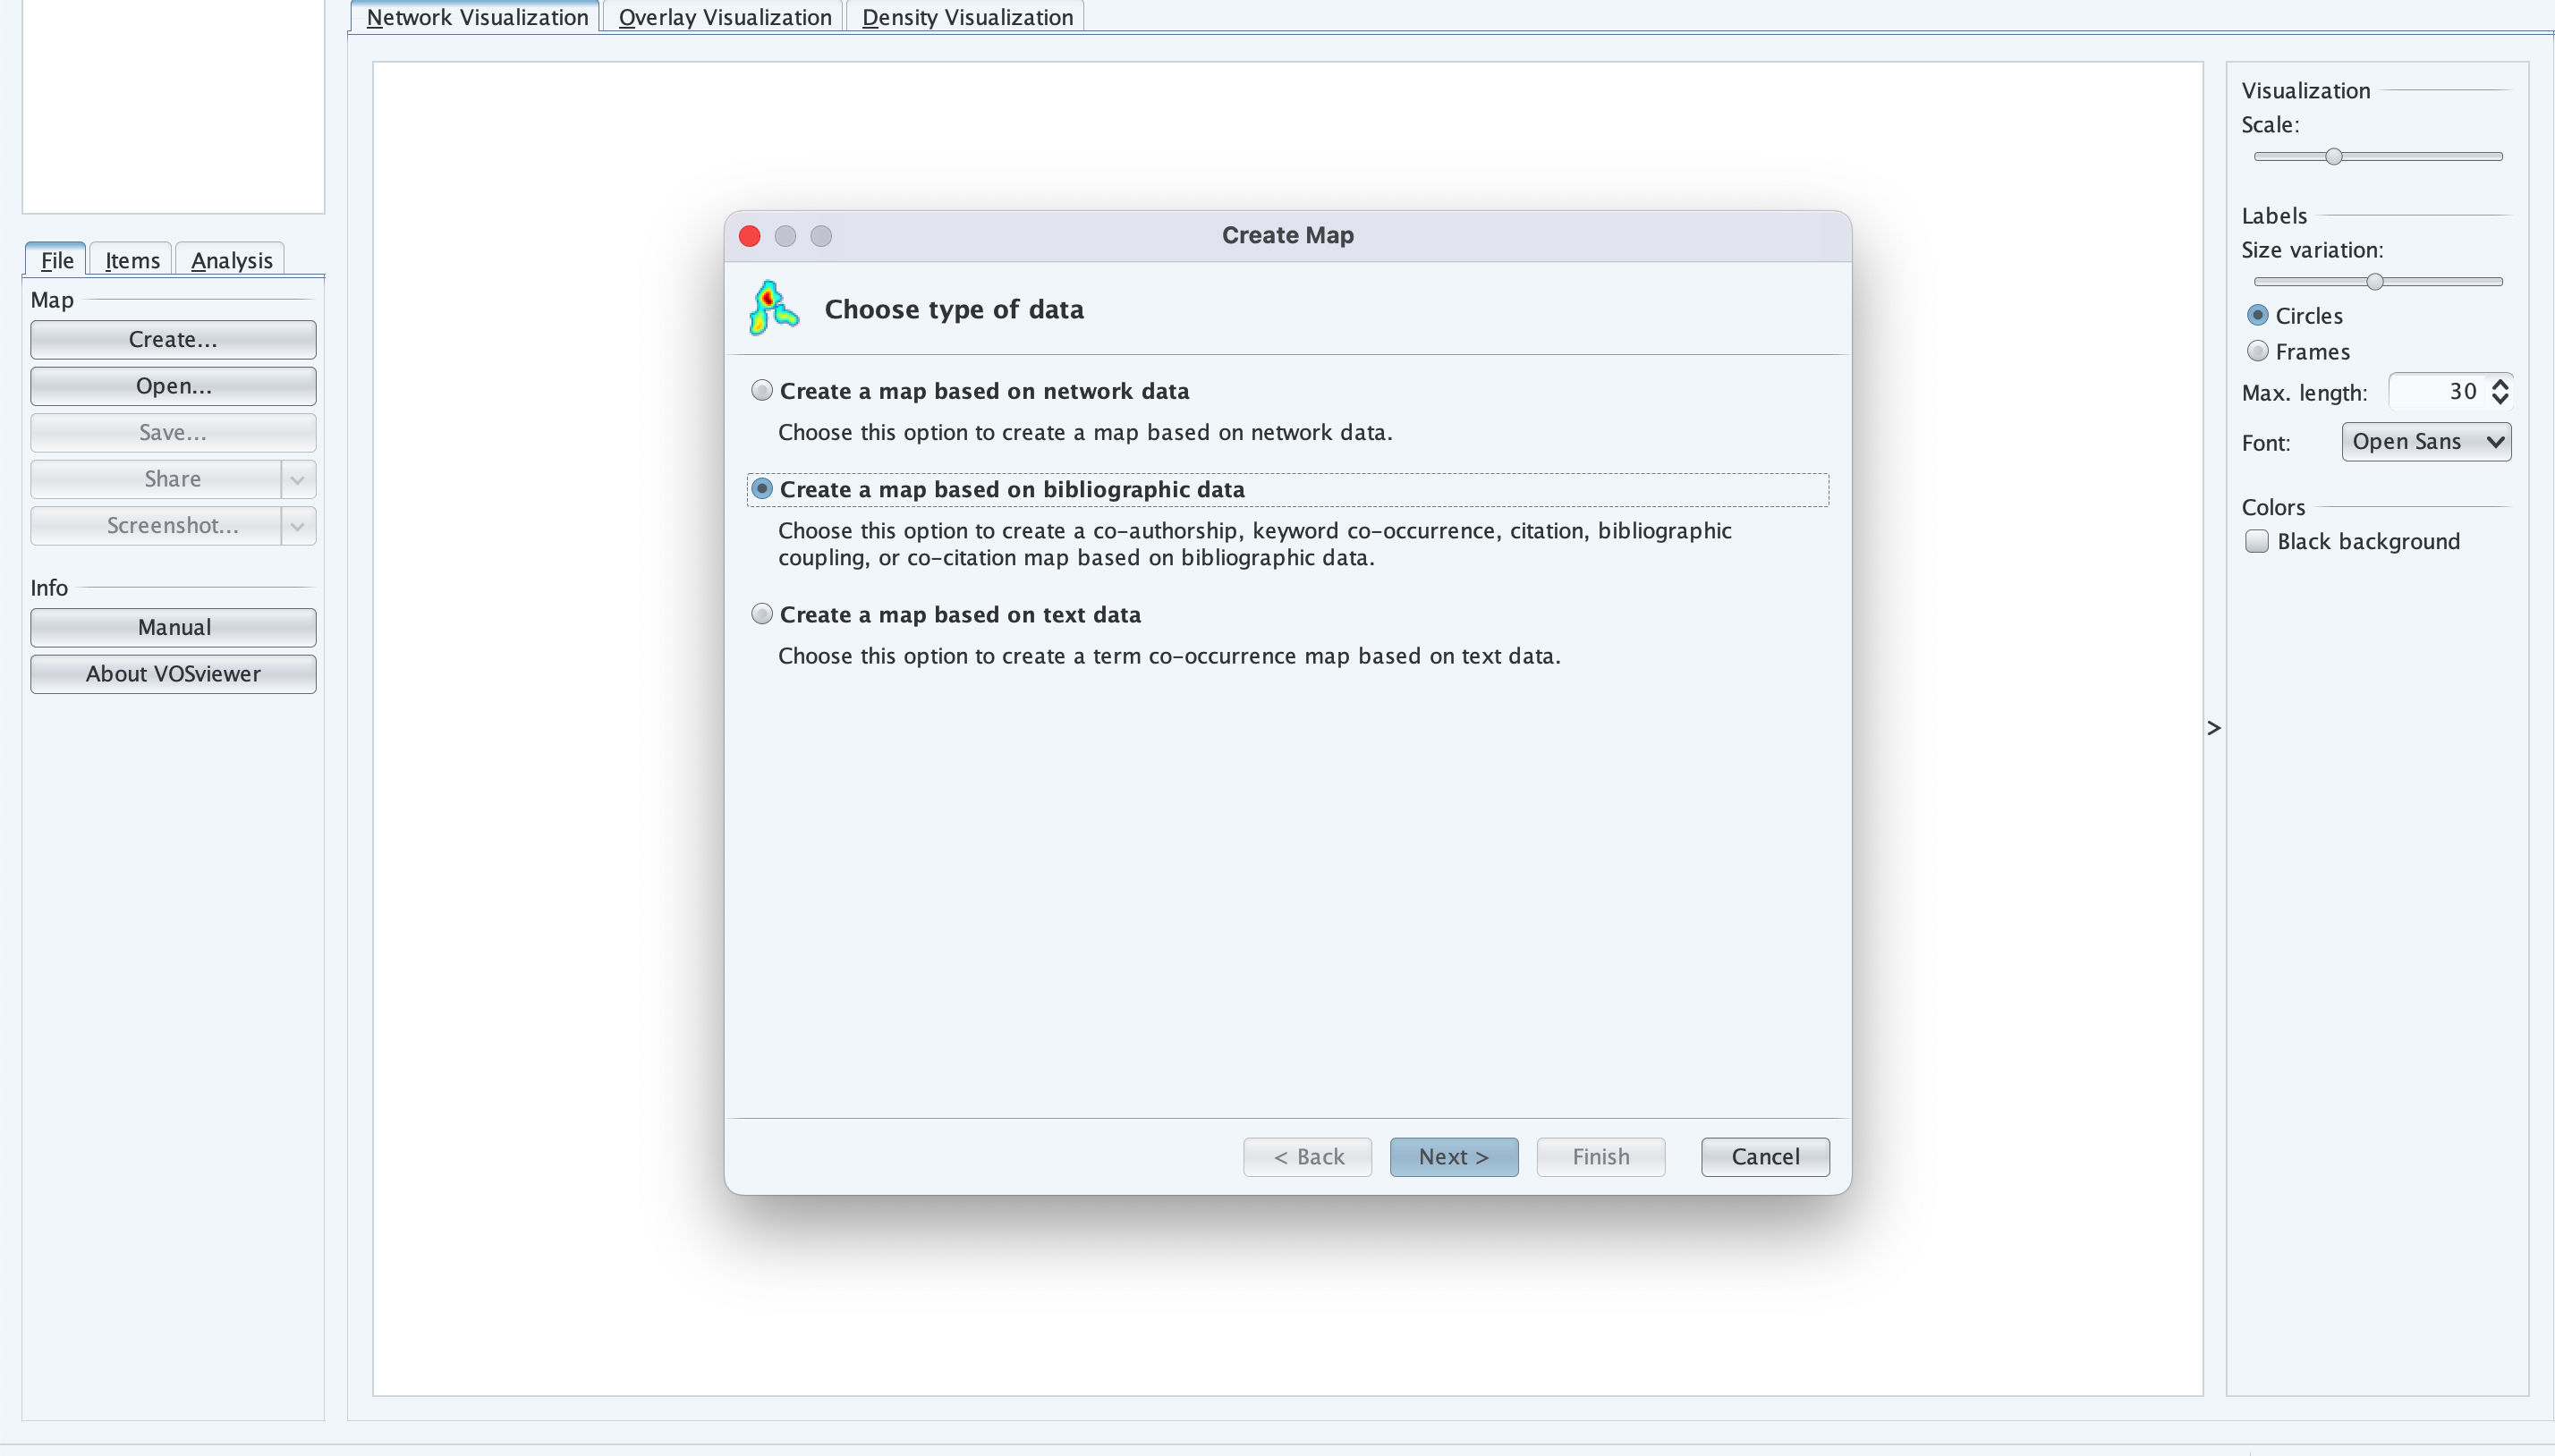 Network Visualization
Overlay Visualization
Density Visualization
File
Items
Analysis
Map
Create...
Open...
Save...
Share
Screenshot...
Info
Manual
About VOSviewer
Create Map
Choose type of data
Create a map based on network data
Choose this option to create a map based on network data.
Create a map based on bibliographic data
Choose this option to create a co-authorship, keyword co-occurrence, citation, bibliographic
coupling, or co-citation map based on bibliographic data.
Create a map based on text data
Choose this option to create a term co-occurrence map based on text data.
< Back
Next >
Finish
Cancel
>
Visualization
Scale:
Labels
Size variation:
Circles
Frames
Max. length: 30
Font: Open Sans
Colors
Black background